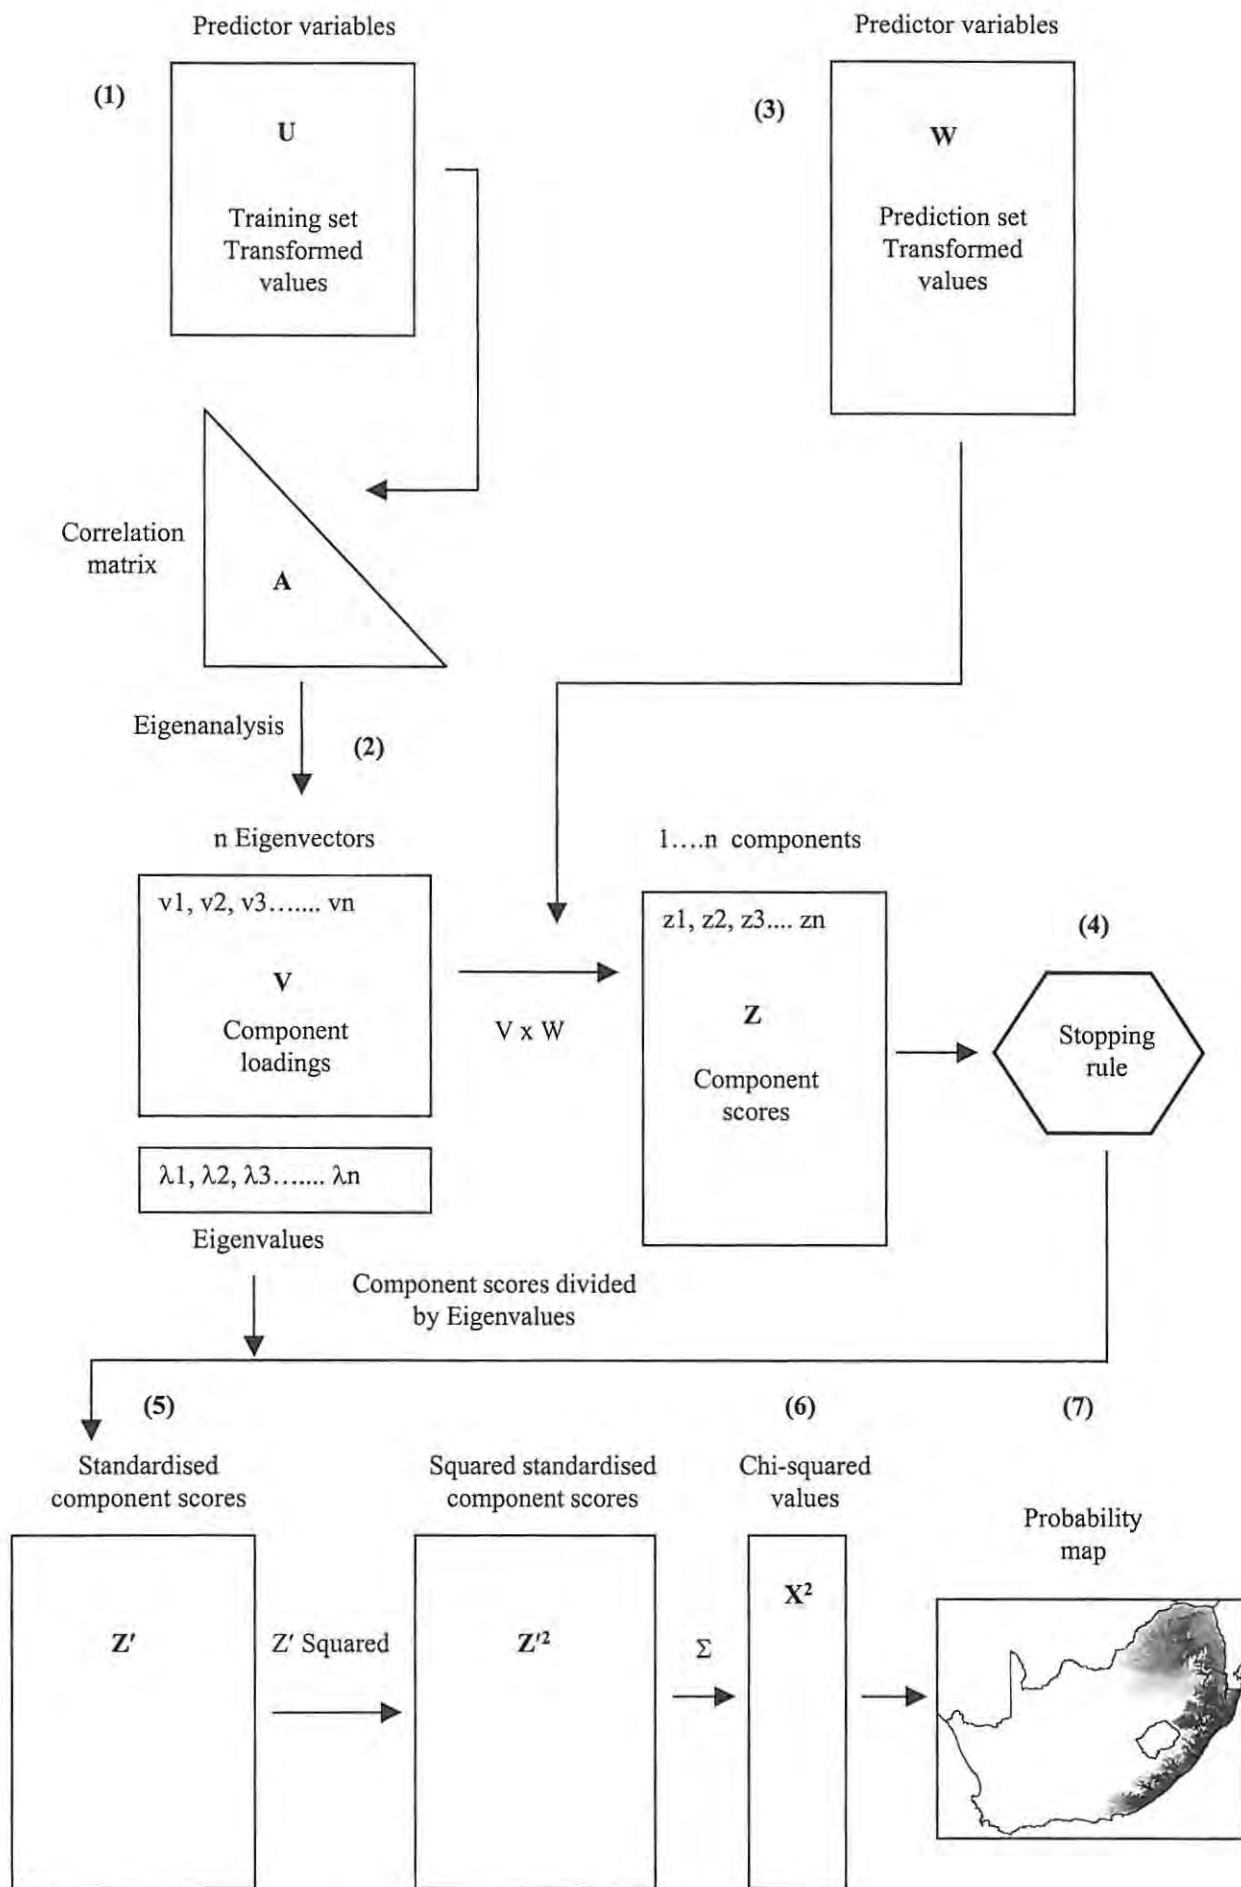 Predictor variables
(1)
U
Training set
Transformed
values
Predictor variables
(3)
W
Prediction set
Transformed
values
Correlation
matrix
A
Eigenanalysis
(2)
n Eigenvectors
v1, v2, v3….... vn
V
Component
loadings
λ1, λ2, λ3….... λn
Eigenvalues
V x W
1….n components
z1, z2, z3.... zn
Z
Component
scores
(4)
Stopping
rule
Component scores divided
by Eigenvalues
(5)
Standardised
component scores
Z′
Z′ Squared
Squared standardised
component scores
Z′²
Σ
(6)
Chi-squared
values
X²
(7)
Probability
map